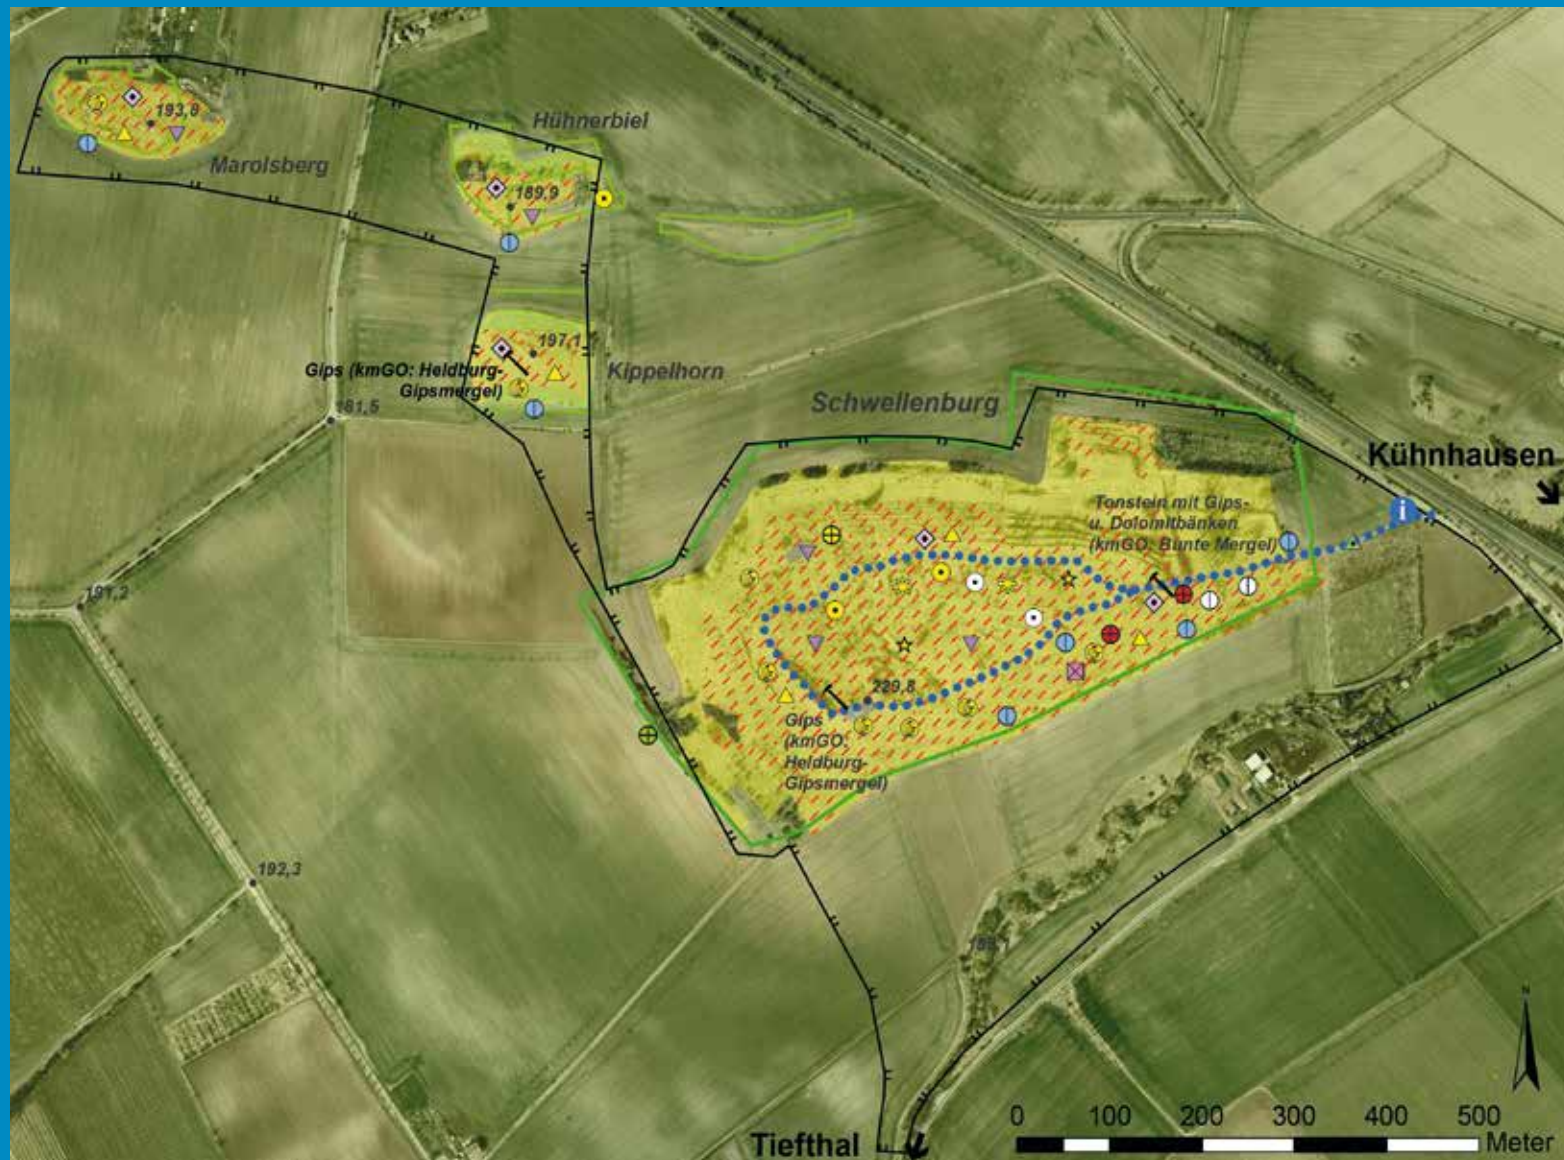 Hühnerbiel
193,8
Marolsberg
189,9
197,1
Gips (kmGO: Heldburg-
Gipsmergel)
Kippelhorn
181,5
Schwellenburg
Kühnhausen
Tonstein mit Gips-
u. Dolomitbänken
(kmGO: Bunte Mergel)
i
191,2
229,8
Gips
(kmGO:
Heldburg-
Gipsmergel)
192,3
N
0 100 200 300 400 500
Meter
Tiefthal